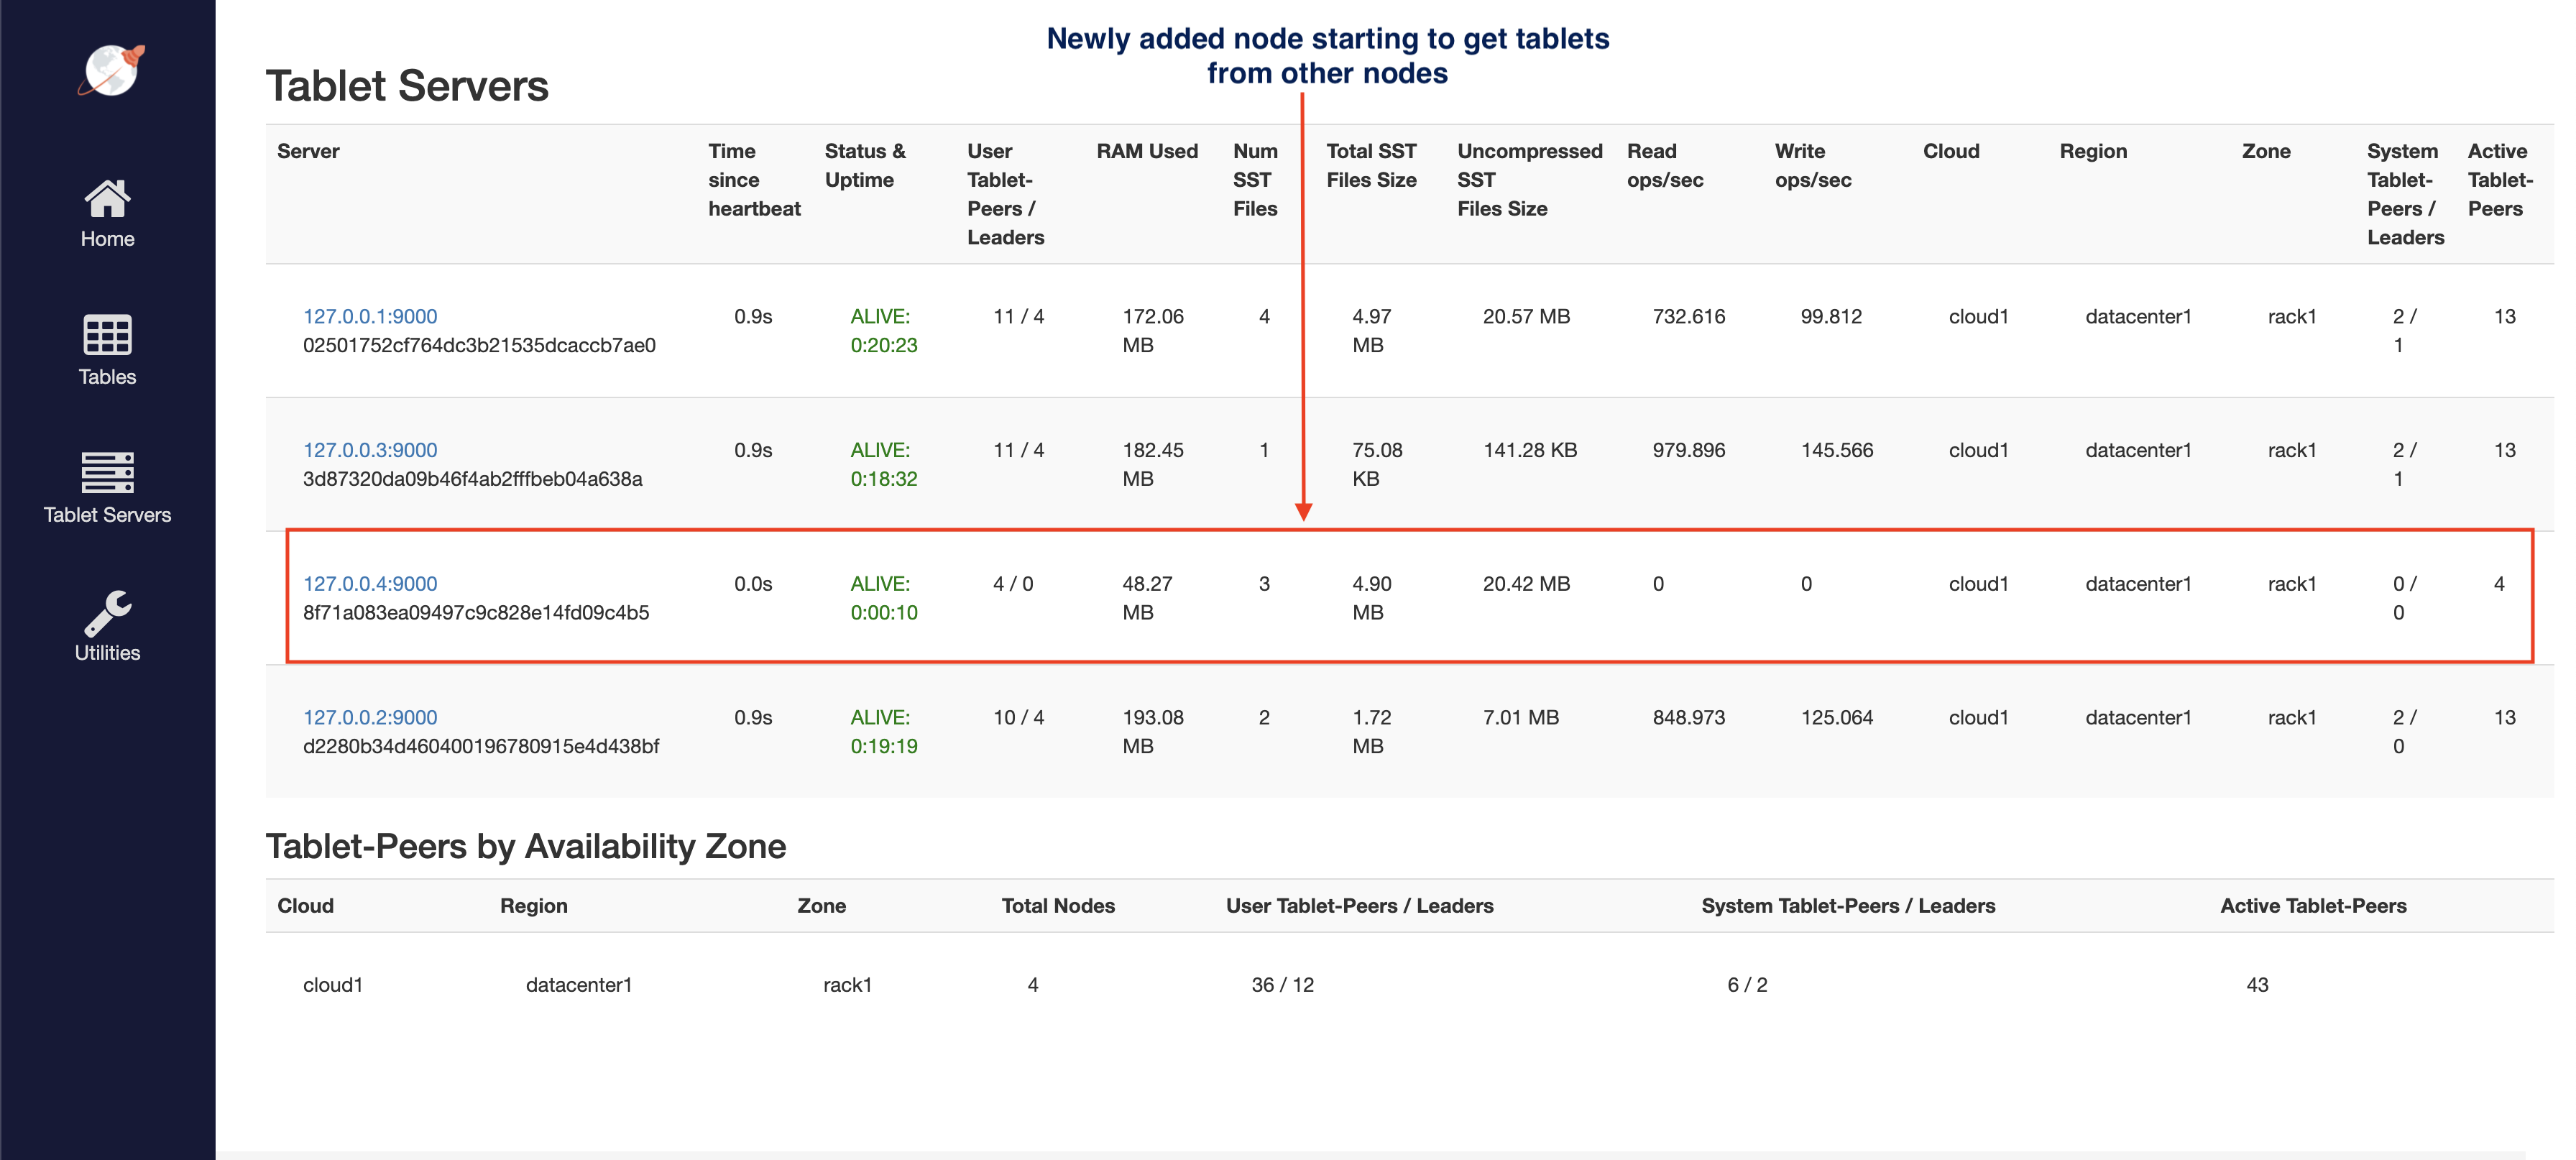 Newly added node starting to get tablets
from other nodes
Home
Tables
Tablet Servers
Utilities
Tablet Servers
Server Time since heartbeat Status & Uptime User Tablet-Peers / Leaders RAM Used Num SST Files Total SST Files Size Uncompressed SST Files Size Read ops/sec Write ops/sec Cloud Region Zone System Tablet-Peers / Leaders Active Tablet-Peers
127.0.0.1:9000 0.9s ALIVE: 11 / 4 172.06 4 4.97 20.57 MB 732.616 99.812 cloud1 datacenter1 rack1 2 / 13
02501752cf764dc3b21535dcaccb7ae0 0:20:23 MB MB 1
127.0.0.3:9000 0.9s ALIVE: 11 / 4 182.45 1 75.08 141.28 KB 979.896 145.566 cloud1 datacenter1 rack1 2 / 13
3d87320da09b46f4ab2fffbeb04a638a 0:18:32 MB KB 1
127.0.0.4:9000 0.0s ALIVE: 4 / 0 48.27 3 4.90 20.42 MB 0 0 cloud1 datacenter1 rack1 0 / 4
8f71a083ea09497c9c828e14fd09c4b5 0:00:10 MB MB 0
127.0.0.2:9000 0.9s ALIVE: 10 / 4 193.08 2 1.72 7.01 MB 848.973 125.064 cloud1 datacenter1 rack1 2 / 13
d2280b34d460400196780915e4d438bf 0:19:19 MB MB 0
Tablet-Peers by Availability Zone
Cloud Region Zone Total Nodes User Tablet-Peers / Leaders System Tablet-Peers / Leaders Active Tablet-Peers
cloud1 datacenter1 rack1 4 36 / 12 6 / 2 43